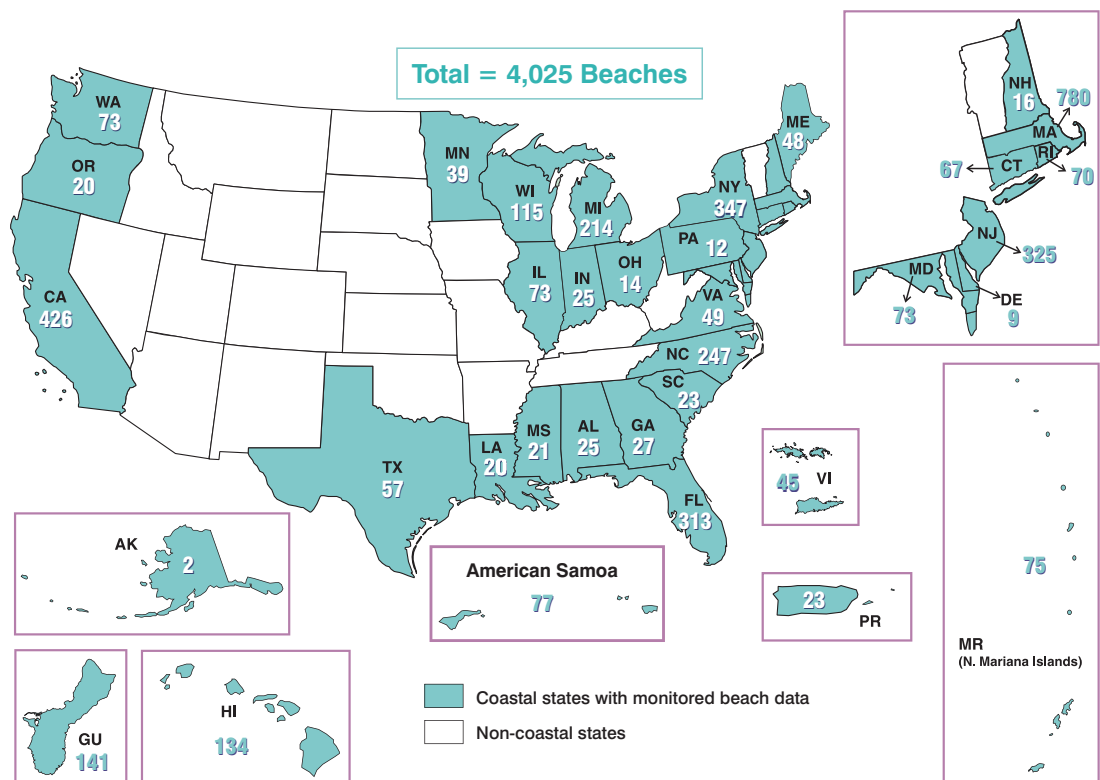 Total = 4,025 Beaches
WA
73
OR
20
CA
426
MN
39
WI
115
MI
214
IL
73
IN
25
OH
14
ME
48
NY
347
PA
12
VA
49
NC 247
SC
23
GA
27
AL
25
MS
21
LA
20
TX
57
FL
313
NH
16
780
MA
RI
CT
67
70
NJ
325
MD
73
DE
9
AK
2
American Samoa
77
45
VI
23
PR
75
MR
(N. Mariana Islands)
GU
141
HI
134
Coastal states with monitored beach data
Non-coastal states